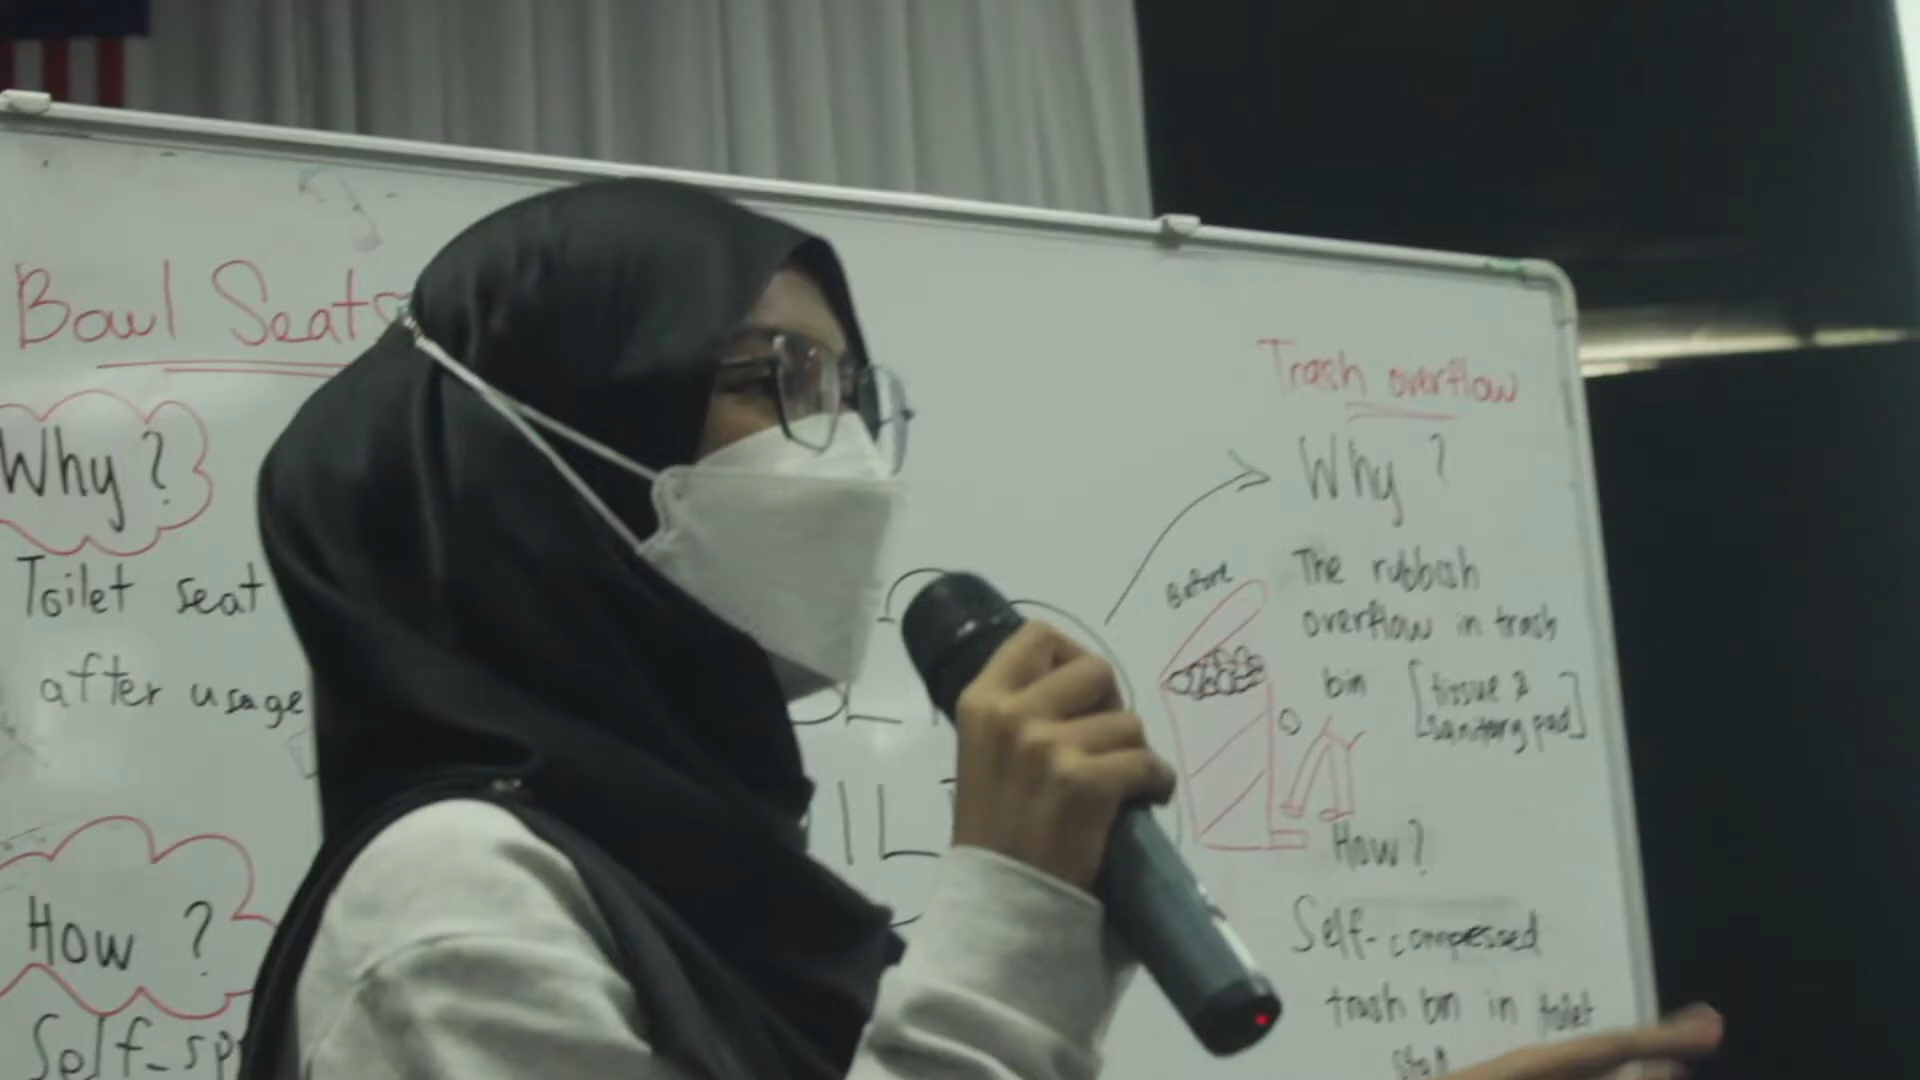 Bowl Seat
Why ?
Toilet seat
after usage
How ?
Self-sp
Trash overflow
Why ?
Before
The rubbish
overflow in trash
bin [tissue &
sanitary pad]
How ?
Self-compressed
trash bin in toilet